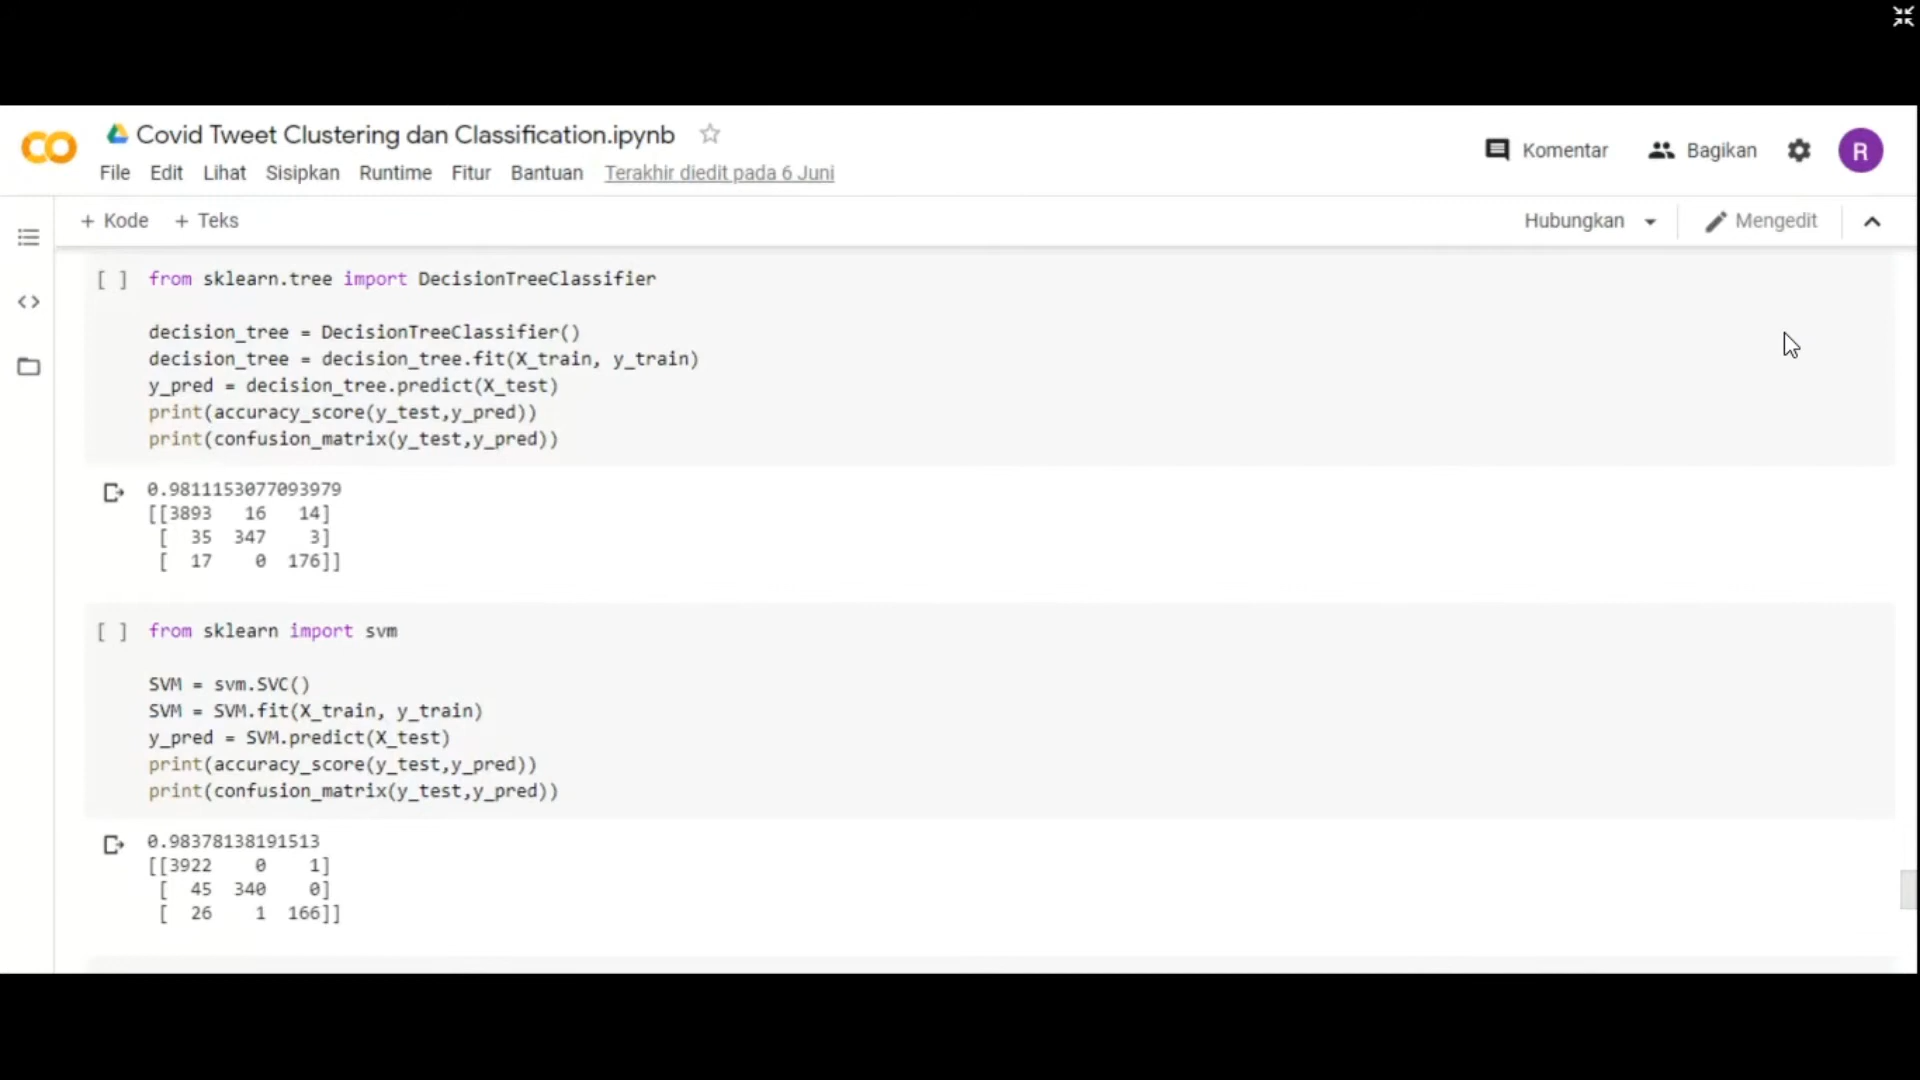 Covid Tweet Clustering dan Classification.ipynb
File Edit Lihat Sisipkan Runtime Fitur Bantuan Terakhir diedit pada 6 Juni
Komentar Bagikan R
+ Kode + Teks
Hubungkan Mengedit
[ ] from sklearn.tree import DecisionTreeClassifier
decision_tree = DecisionTreeClassifier()
decision_tree = decision_tree.fit(X_train, y_train)
y_pred = decision_tree.predict(X_test)
print(accuracy_score(y_test,y_pred))
print(confusion_matrix(y_test,y_pred))
0.9811153077093979
[[3893 16 14]
[ 35 347 3]
[ 17 0 176]]
[ ] from sklearn import svm
SVM = svm.SVC()
SVM = SVM.fit(X_train, y_train)
y_pred = SVM.predict(X_test)
print(accuracy_score(y_test,y_pred))
print(confusion_matrix(y_test,y_pred))
0.98378138191513
[[3922 0 1]
[ 45 340 0]
[ 26 1 166]]